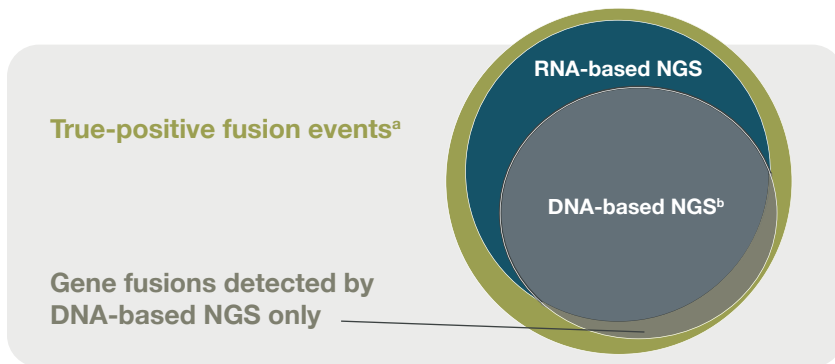 RNA-based NGS
True-positive fusion eventsᵃ
DNA-based NGSᵇ
Gene fusions detected by
DNA-based NGS only